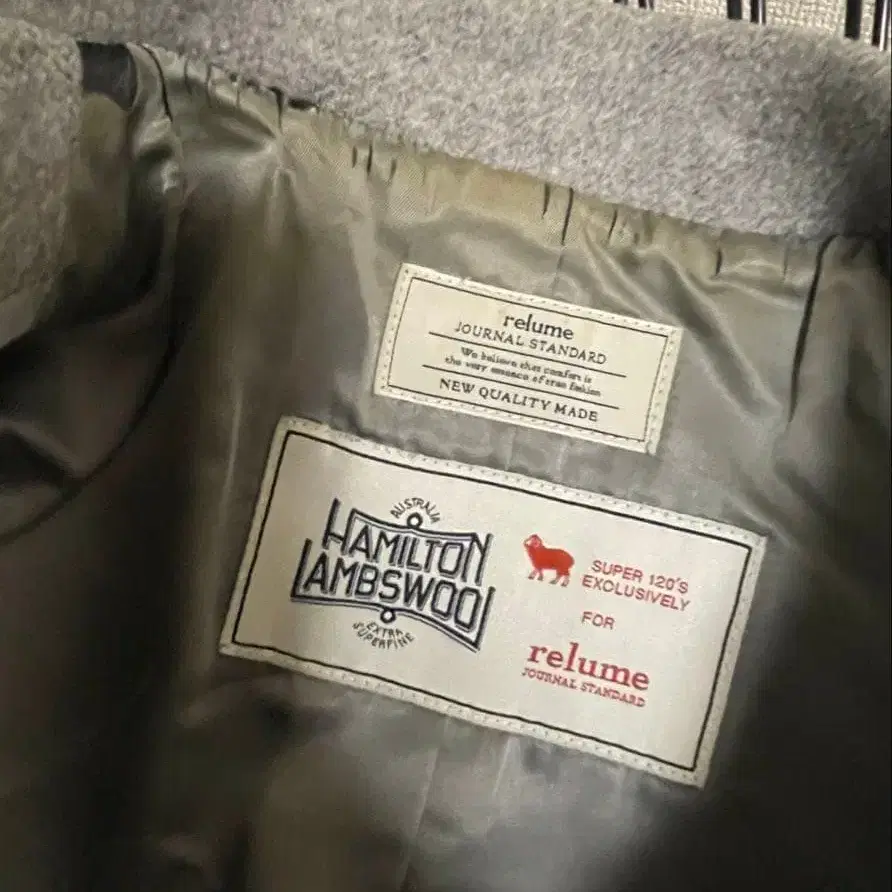 relume
JOURNAL STANDARD
We believe that comfort is
the very essence of true fashion
NEW QUALITY MADE
AUSTRALIA
HAMILTON
LAMBSWOOL
EXTRA
SUPERFINE
SUPER 120'S
EXCLUSIVELY
FOR
relume
JOURNAL STANDARD